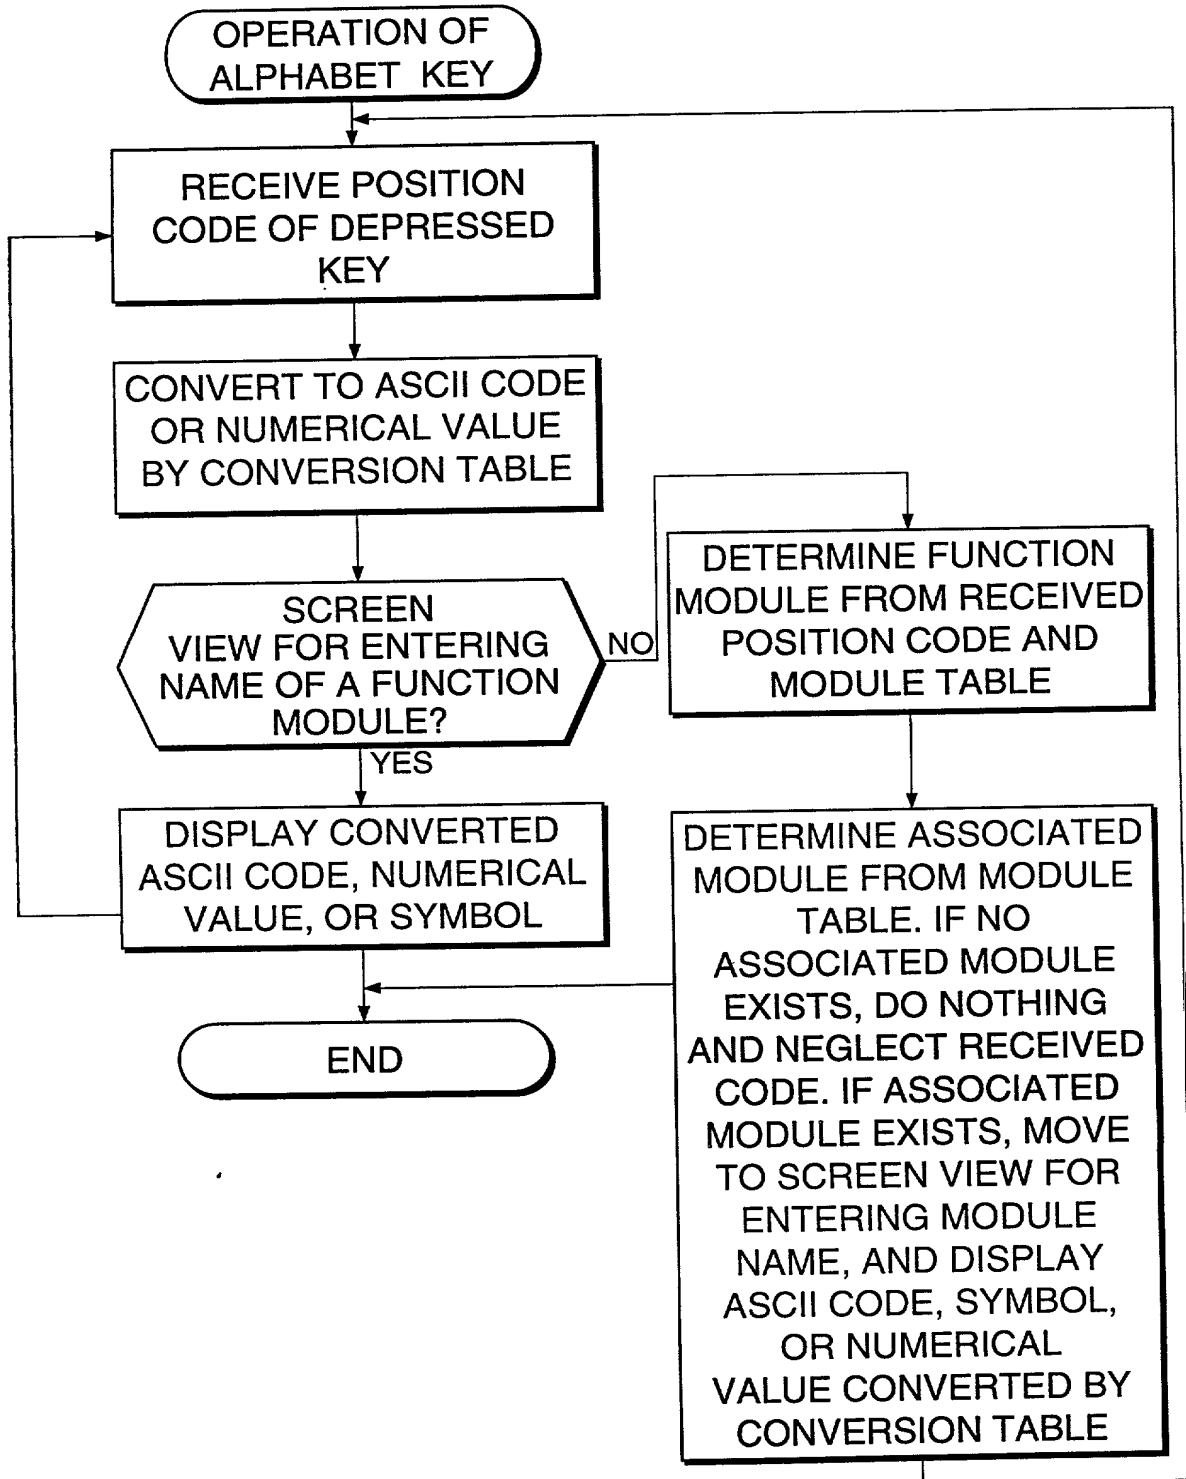 OPERATION OF
ALPHABET KEY
RECEIVE POSITION
CODE OF DEPRESSED
KEY
CONVERT TO ASCII CODE
OR NUMERICAL VALUE
BY CONVERSION TABLE
SCREEN
VIEW FOR ENTERING
NAME OF A FUNCTION
MODULE?
NO
YES
DISPLAY CONVERTED
ASCII CODE, NUMERICAL
VALUE, OR SYMBOL
END
DETERMINE FUNCTION
MODULE FROM RECEIVED
POSITION CODE AND
MODULE TABLE
DETERMINE ASSOCIATED
MODULE FROM MODULE
TABLE. IF NO
ASSOCIATED MODULE
EXISTS, DO NOTHING
AND NEGLECT RECEIVED
CODE. IF ASSOCIATED
MODULE EXISTS, MOVE
TO SCREEN VIEW FOR
ENTERING MODULE
NAME, AND DISPLAY
ASCII CODE, SYMBOL,
OR NUMERICAL
VALUE CONVERTED BY
CONVERSION TABLE